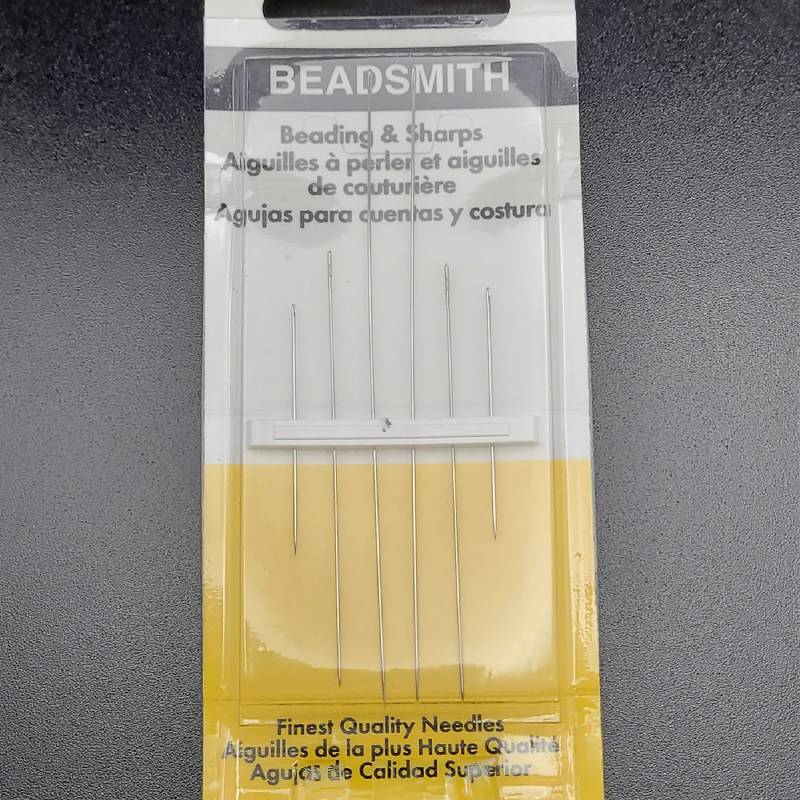 BEADSMITH
Beading & Sharps
Aiguilles à perler et aiguilles
de couturière
Agujas para cuentas y costura
Finest Quality Needles
Aiguilles de la plus Haute Qualité
Agujas de Calidad Superior